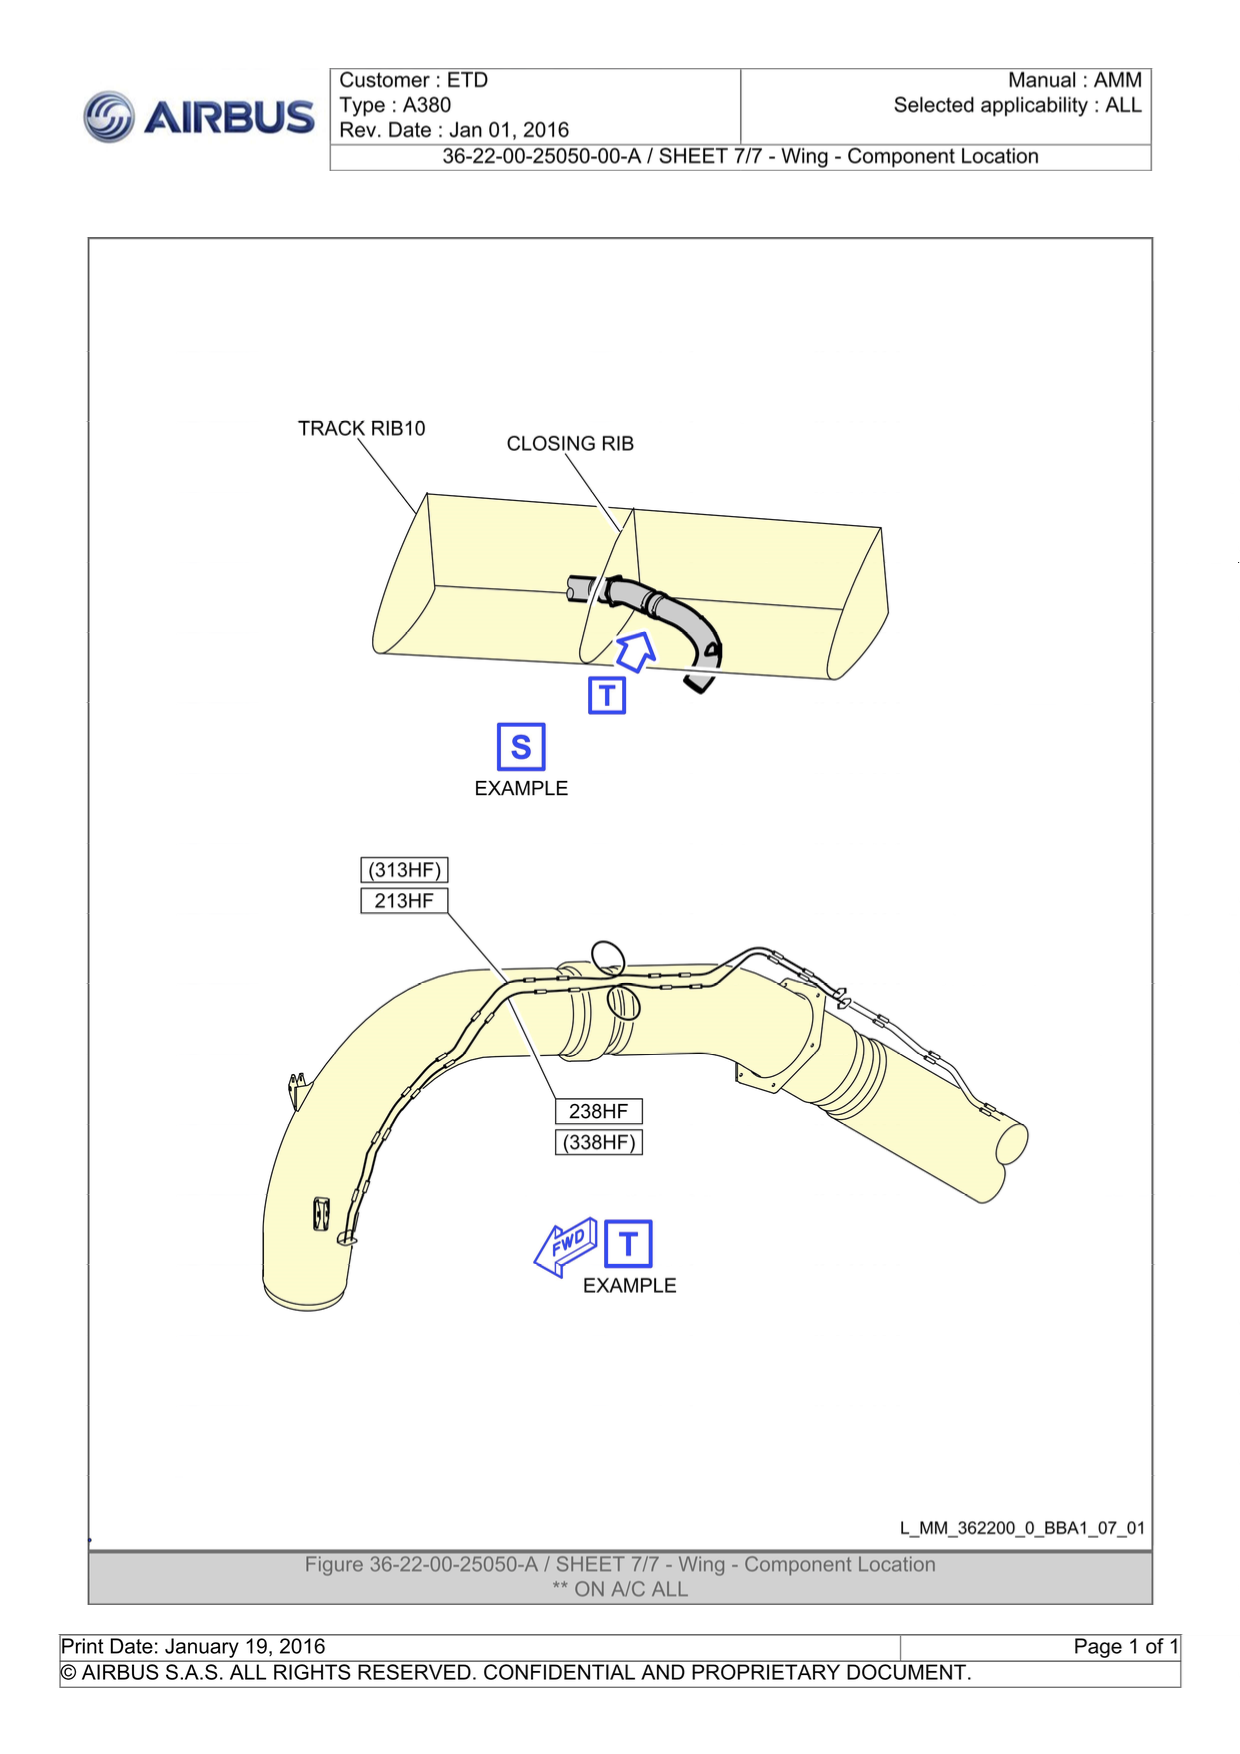 AIRBUS
Customer : ETD
Type : A380
Rev. Date : Jan 01, 2016
Manual : AMM
Selected applicability : ALL
36-22-00-25050-00-A / SHEET 7/7 - Wing - Component Location
TRACK RIB10
CLOSING RIB
T
S
EXAMPLE
(313HF)
213HF
238HF
(338HF)
FWD
T
EXAMPLE
L_MM_362200_0_BBA1_07_01
Figure 36-22-00-25050-A / SHEET 7/7 - Wing - Component Location
** ON A/C ALL
Print Date: January 19, 2016
Page 1 of 1
© AIRBUS S.A.S. ALL RIGHTS RESERVED. CONFIDENTIAL AND PROPRIETARY DOCUMENT.